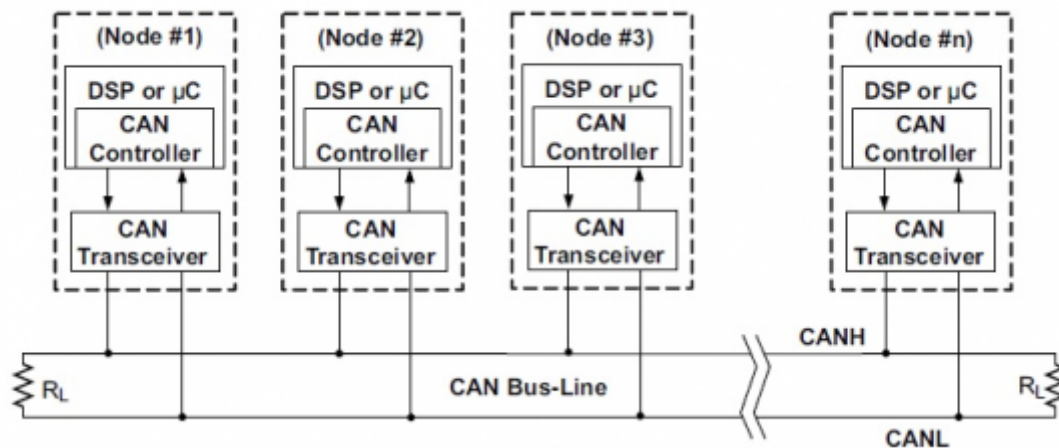 (Node #1)
(Node #2)
(Node #3)
(Node #n)
DSP or µC
DSP or µC
DSP or µC
DSP or µC
CAN
Controller
CAN
Controller
CAN
Controller
CAN
Controller
CAN
Transceiver
CAN
Transceiver
CAN
Transceiver
CAN
Transceiver
CANH
RL
CAN Bus-Line
RL
CANL